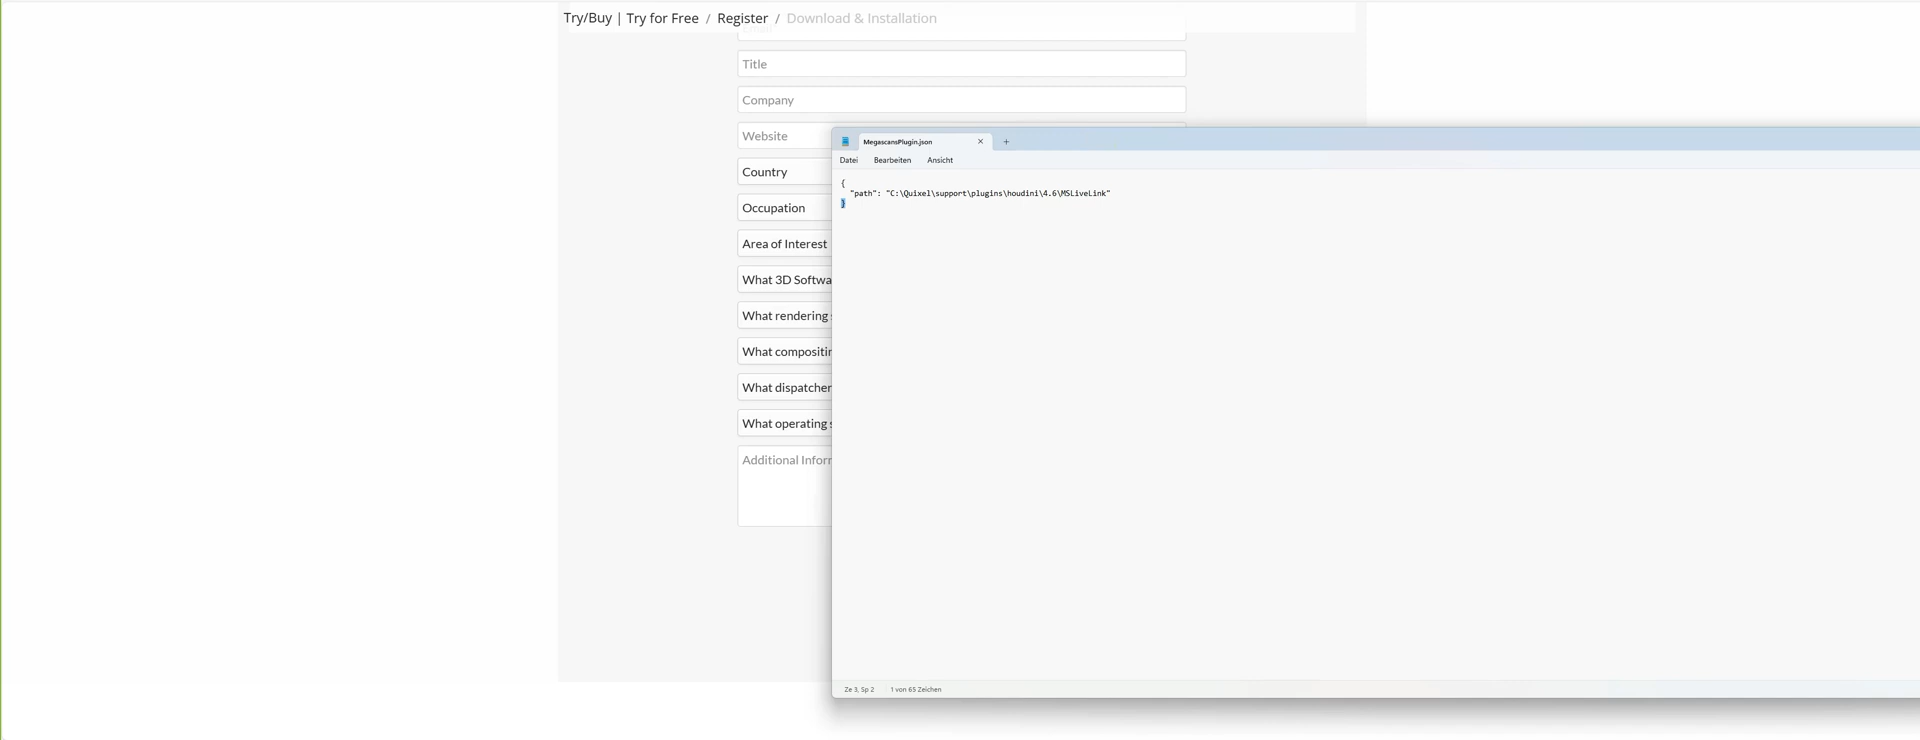 Try/Buy | Try for Free / Register / Download & Installation
Title
Company
Website
Country
Occupation
Area of Interest
What 3D Softwa
What rendering
What compositin
What dispatcher
What operating
Additional Inforr
MegascansPlugin.json
Datei Bearbeiten Ansicht
{
"path": "C:\Quixel\support\plugins\houdini\4.6\MSLiveLink"
}
Ze 3, Sp 2 1 von 65 Zeichen